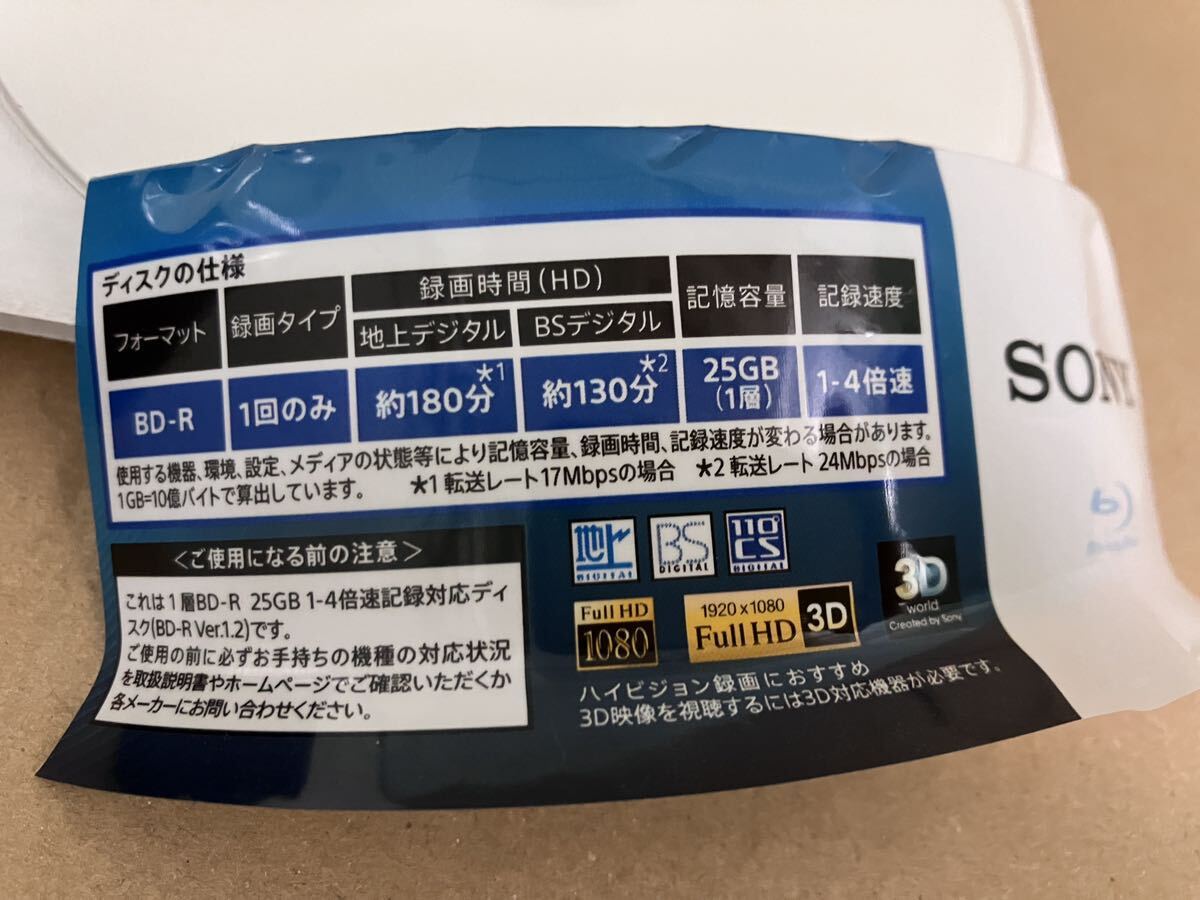 ディスクの仕様
フォーマット 録画タイプ 録画時間(HD) 記憶容量 記録速度
地上デジタル BSデジタル
BD-R 1回のみ 約180分★1 約130分★2 25GB(1層) 1-4倍速
使用する機器、環境、設定、メディアの状態等により記憶容量、録画時間、記録速度が変わる場合があります。
1GB=10億バイトで算出しています。 ★1 転送レート17Mbpsの場合 ★2 転送レート24Mbpsの場合
<ご使用になる前の注意>
これは1層BD-R 25GB 1-4倍速記録対応ディ
スク(BD-R Ver.1.2)です。
ご使用の前に必ずお手持ちの機種の対応状況
を取扱説明書やホームページでご確認いただくか
各メーカーにお問い合わせください。
地上 DIGITAL
BS DIGITAL
110° CS DIGITAL
Full HD 1080
1920×1080 Full HD 3D
3D world
Created by Sony
ハイビジョン録画におすすめ
3D映像を視聴するには3D対応機器が必要です。
SONY